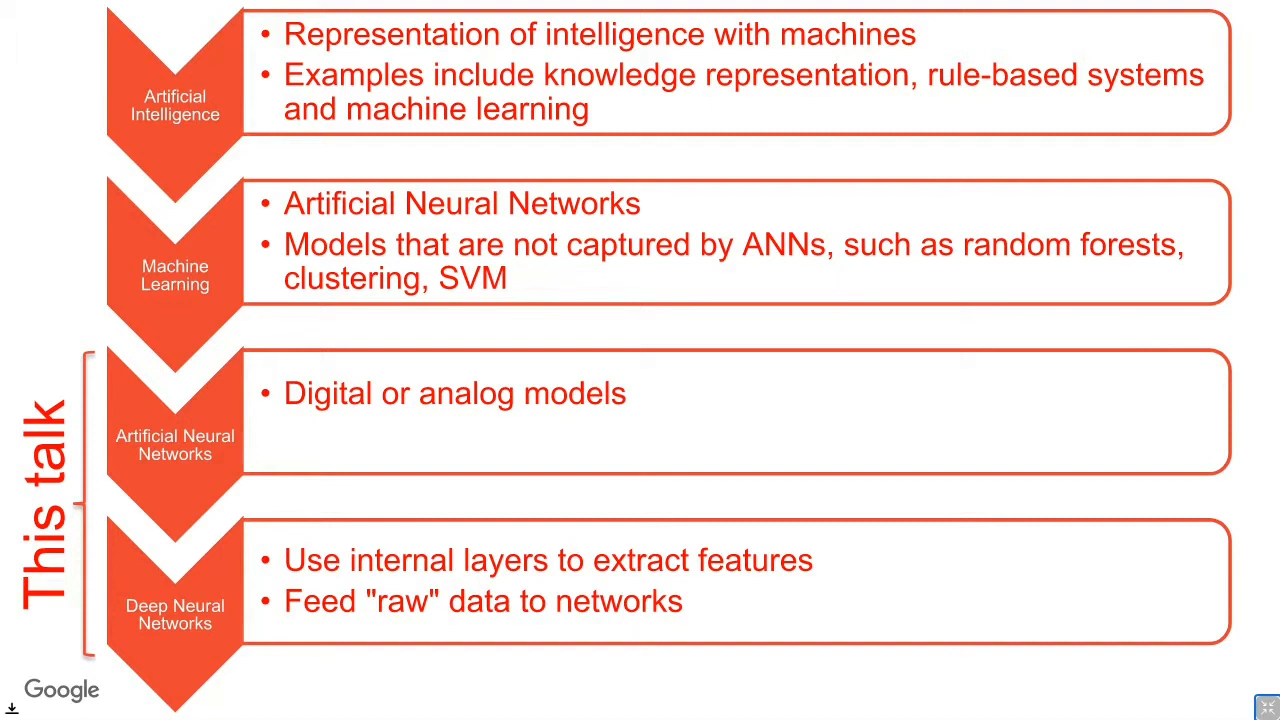 Artificial
Intelligence
• Representation of intelligence with machines
• Examples include knowledge representation, rule-based systems
and machine learning
Machine
Learning
• Artificial Neural Networks
• Models that are not captured by ANNs, such as random forests,
clustering, SVM
This talk
Artificial Neural
Networks
• Digital or analog models
Deep Neural
Networks
• Use internal layers to extract features
• Feed "raw" data to networks
Google